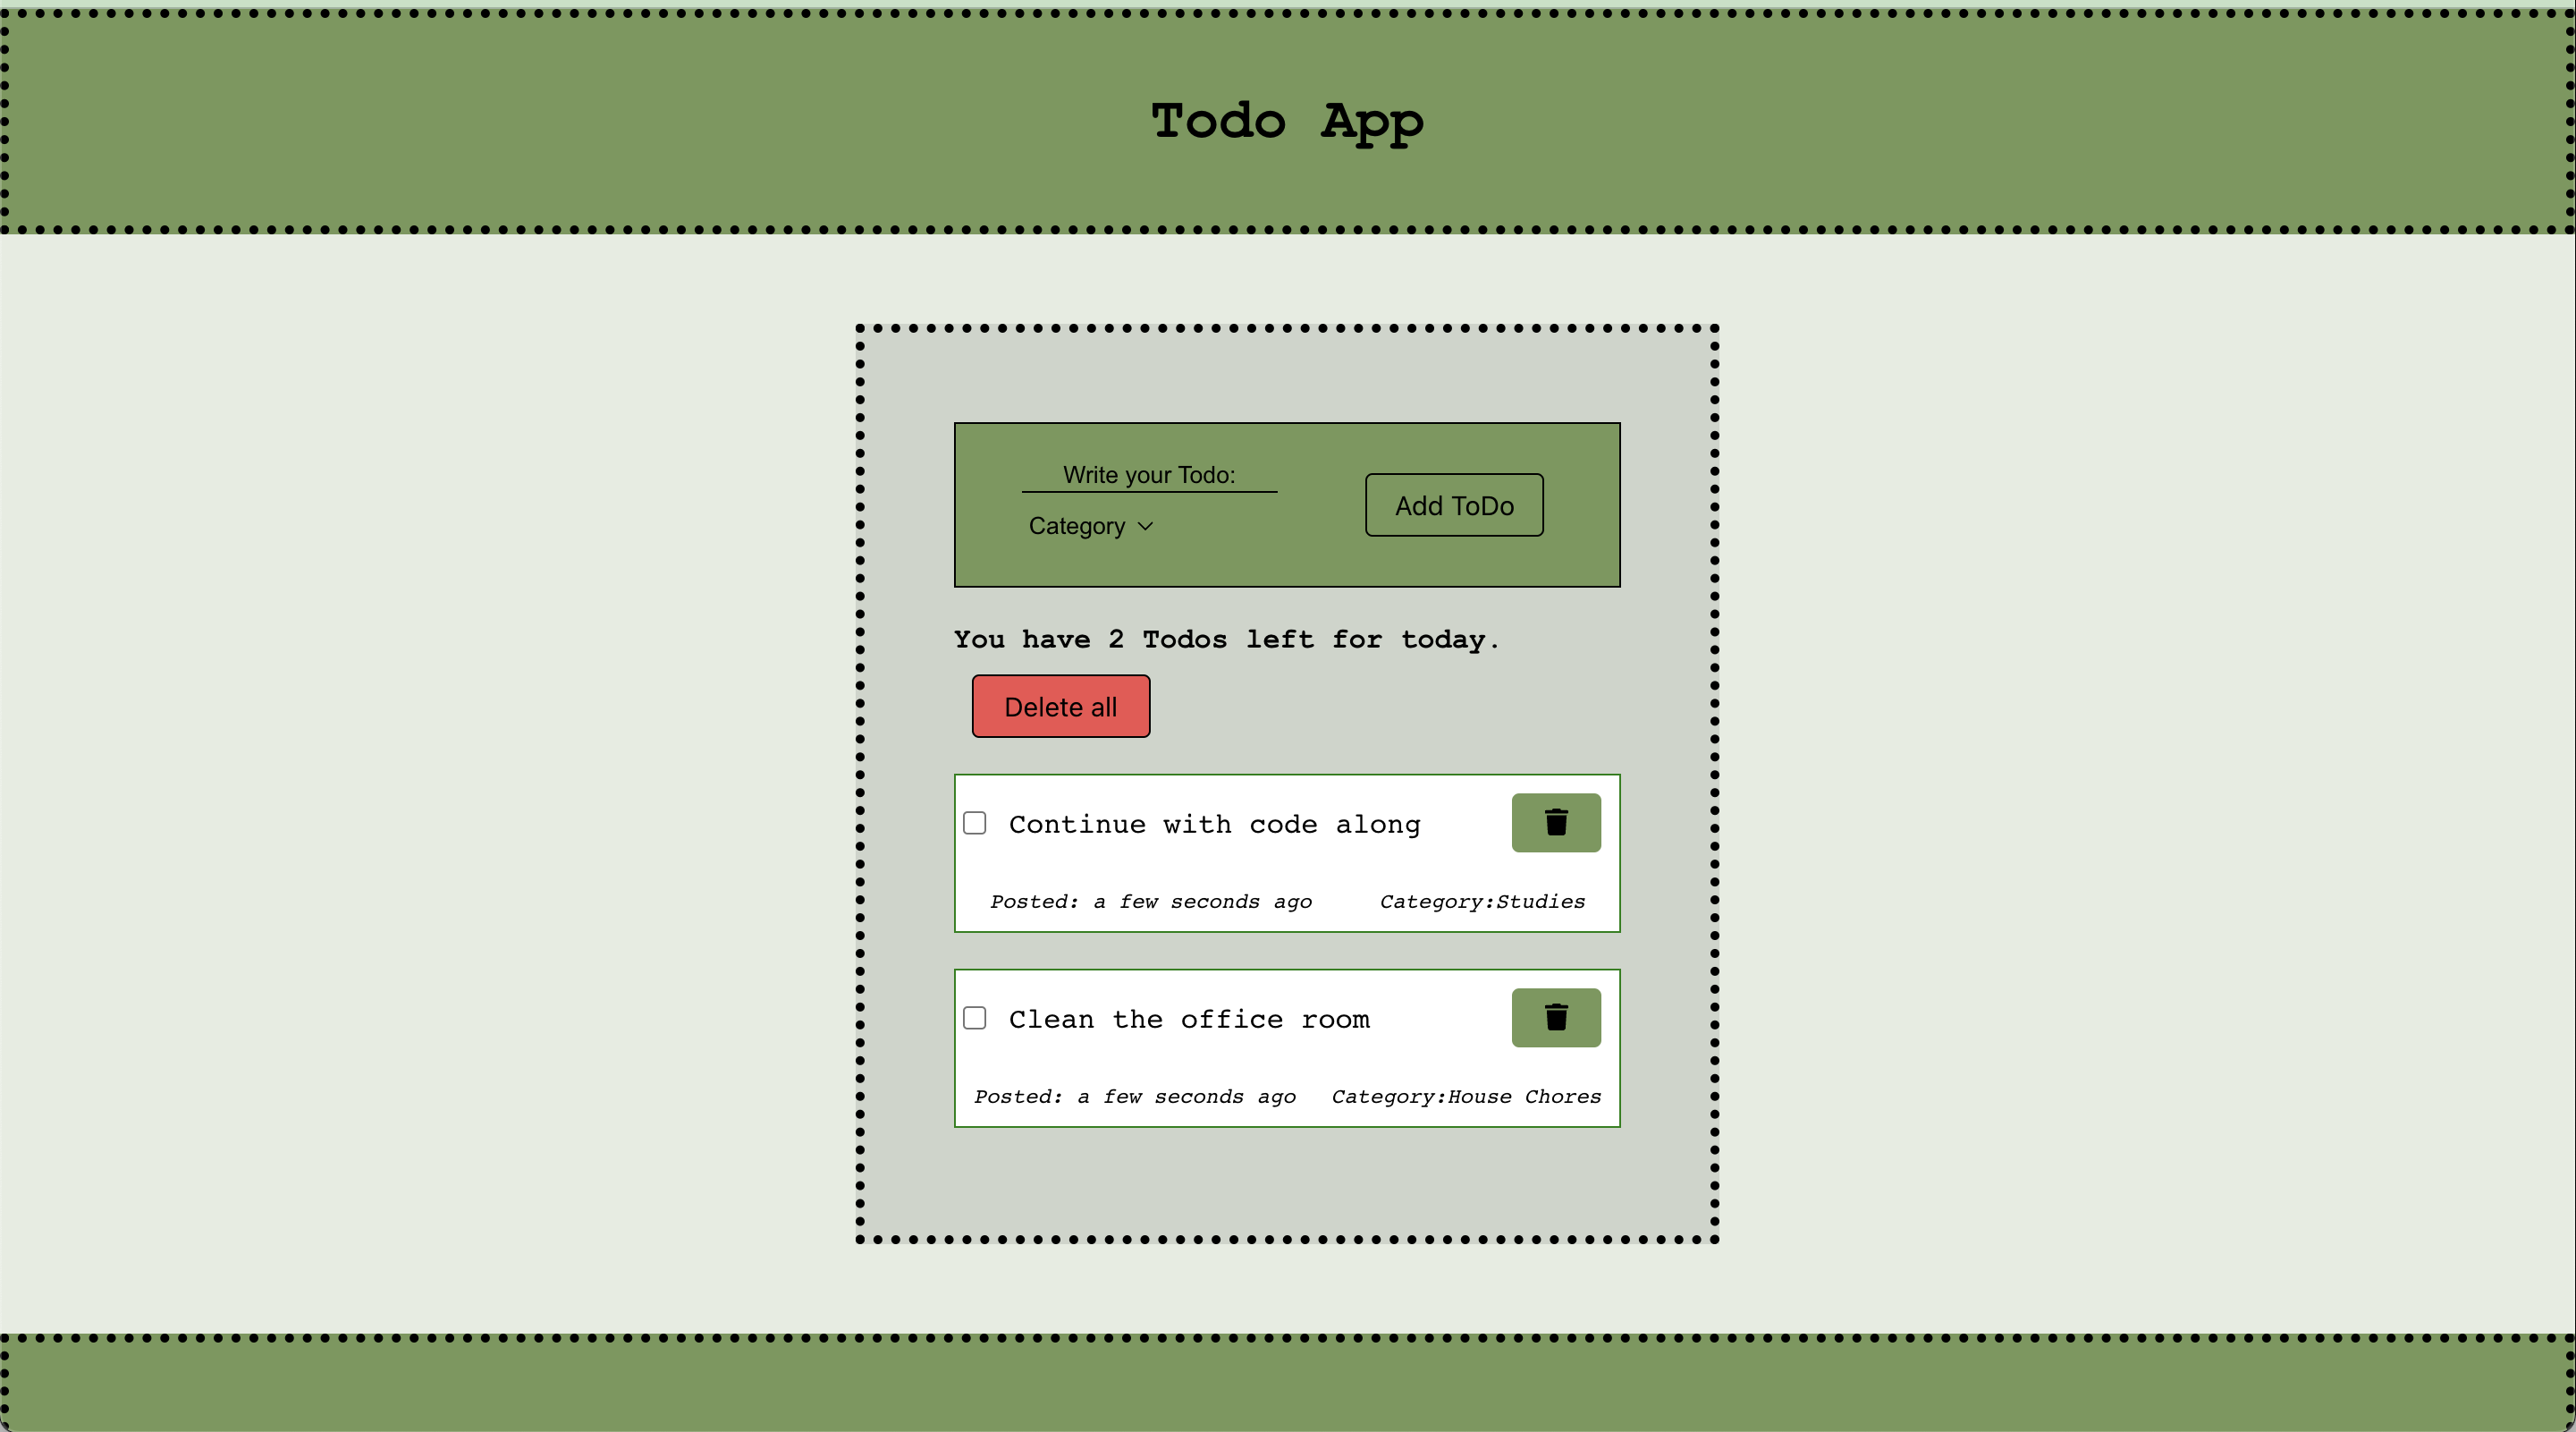 Todo App
Write your Todo:
Category
Add ToDo
You have 2 Todos left for today.
Delete all
Continue with code along
Posted: a few seconds ago Category:Studies
Clean the office room
Posted: a few seconds ago Category:House Chores